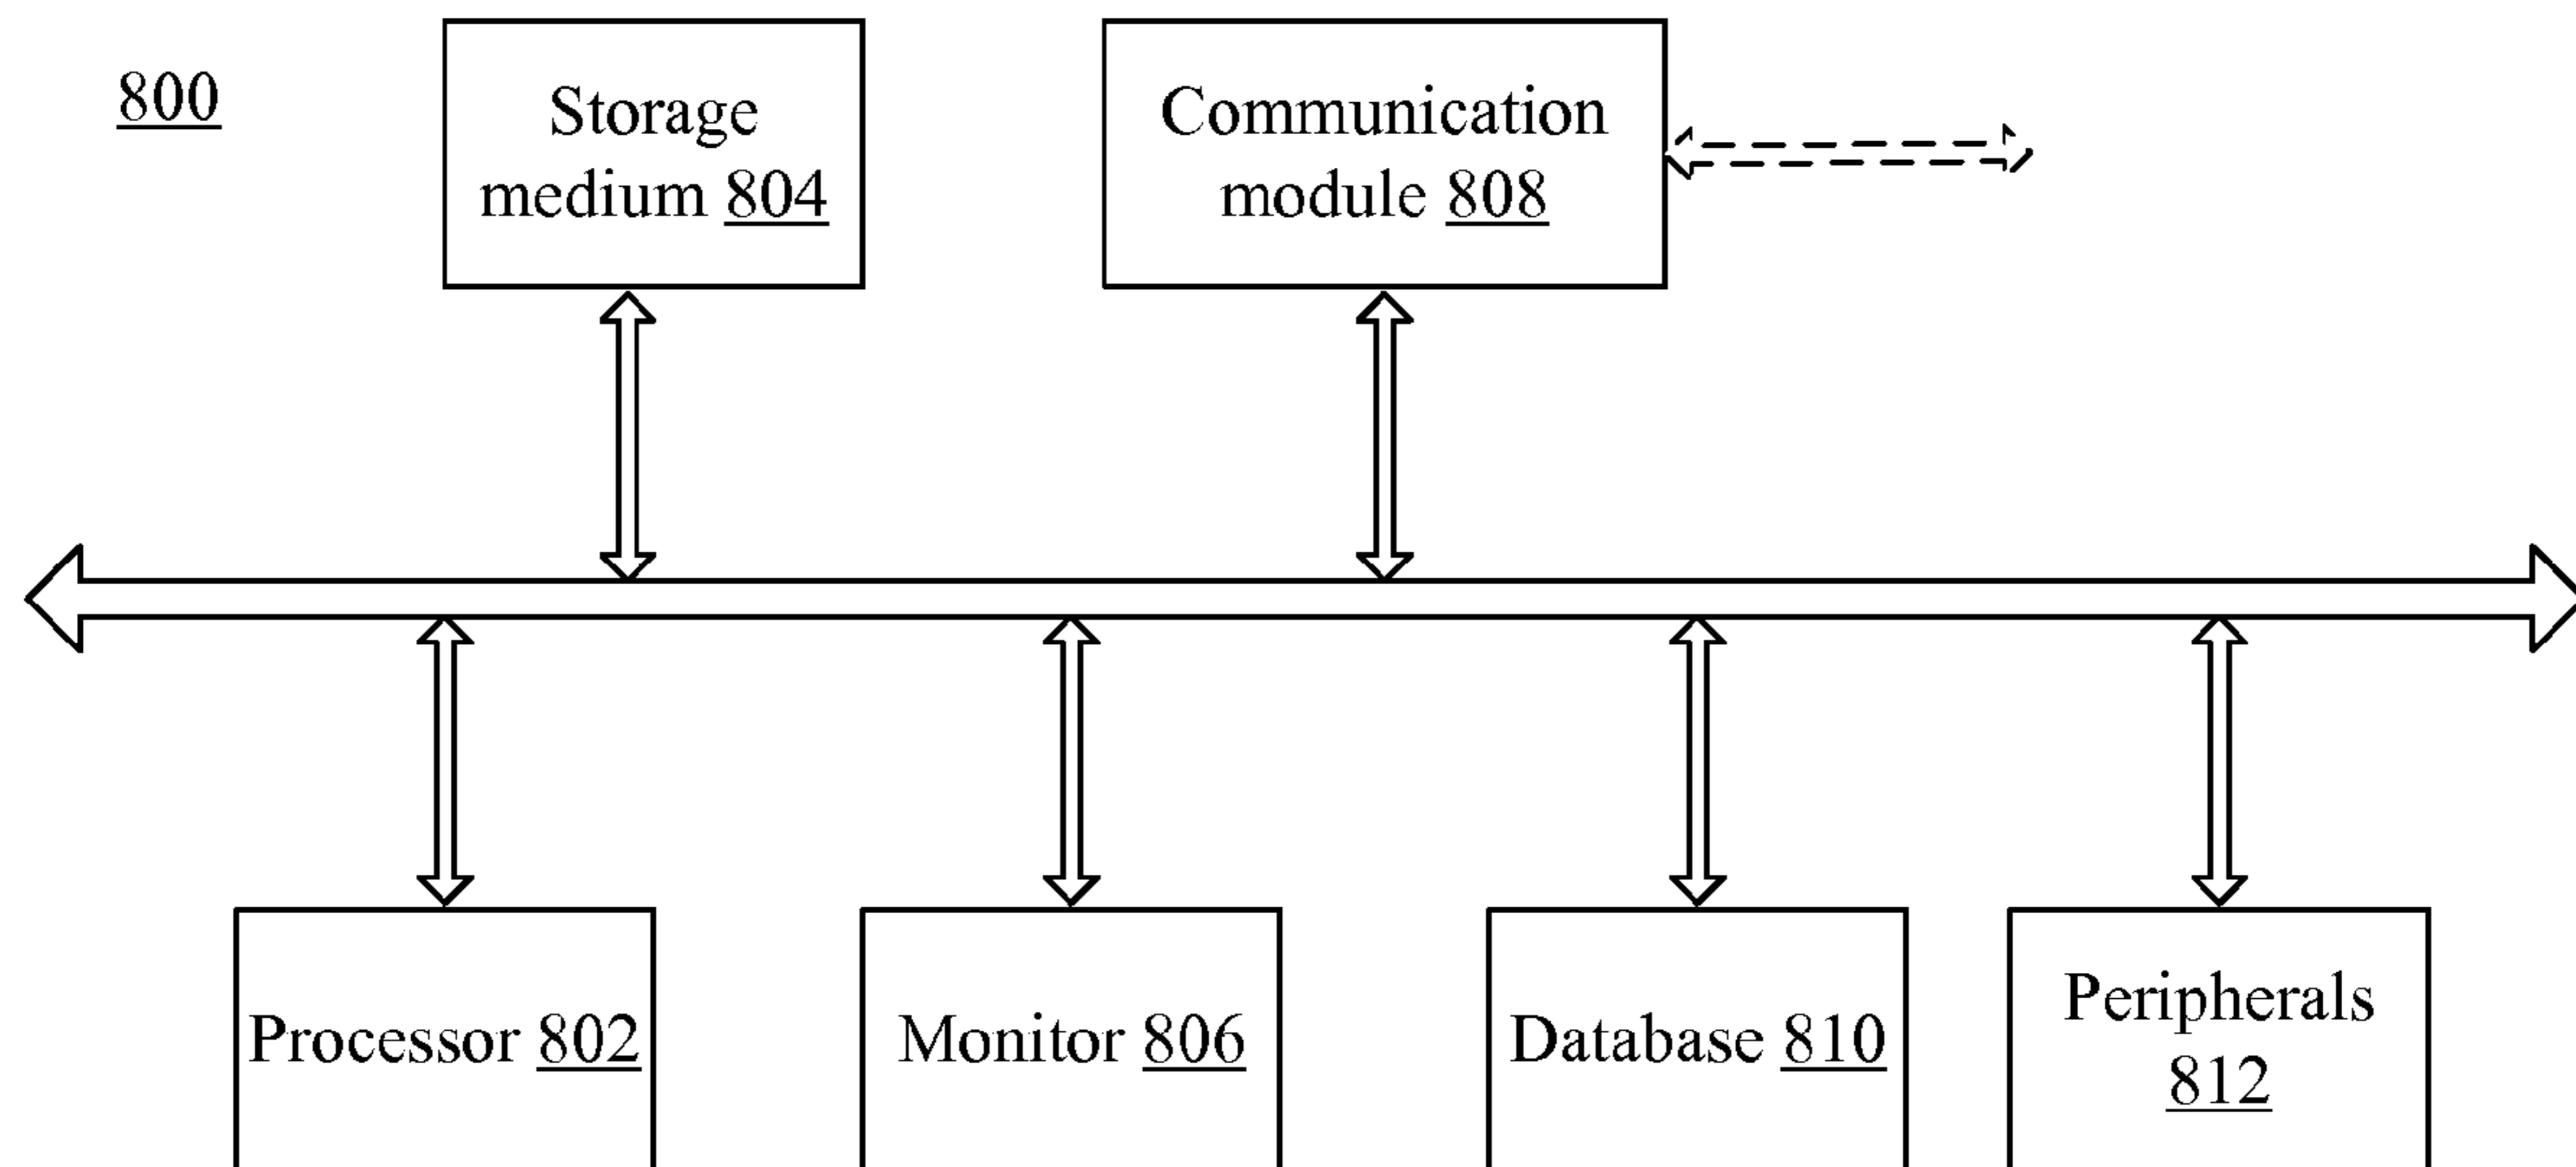 800
Storage
medium 804
Communication
module 808
Processor 802
Monitor 806
Database 810
Peripherals
812